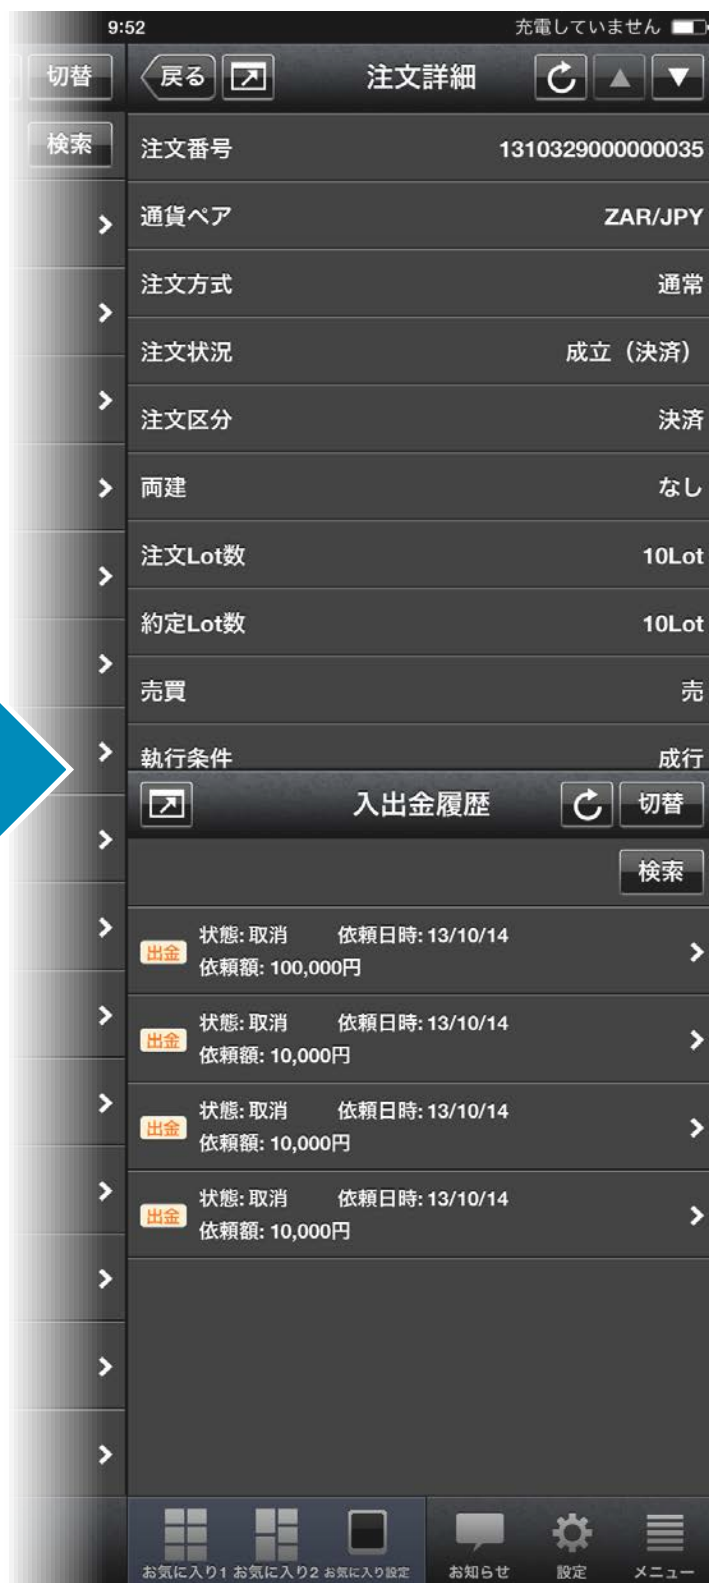 9:52 充電していません
切替
検索
戻る 注文詳細
注文番号 1310329000000035
通貨ペア ZAR/JPY
注文方式 通常
注文状況 成立（決済）
注文区分 決済
両建 なし
注文Lot数 10Lot
約定Lot数 10Lot
売買 売
執行条件 成行
入出金履歴 切替
検索
出金 状態: 取消 依頼日時: 13/10/14
依頼額: 100,000円
出金 状態: 取消 依頼日時: 13/10/14
依頼額: 10,000円
出金 状態: 取消 依頼日時: 13/10/14
依頼額: 10,000円
出金 状態: 取消 依頼日時: 13/10/14
依頼額: 10,000円
お気に入り1 お気に入り2 お気に入り設定 お知らせ 設定 メニュー